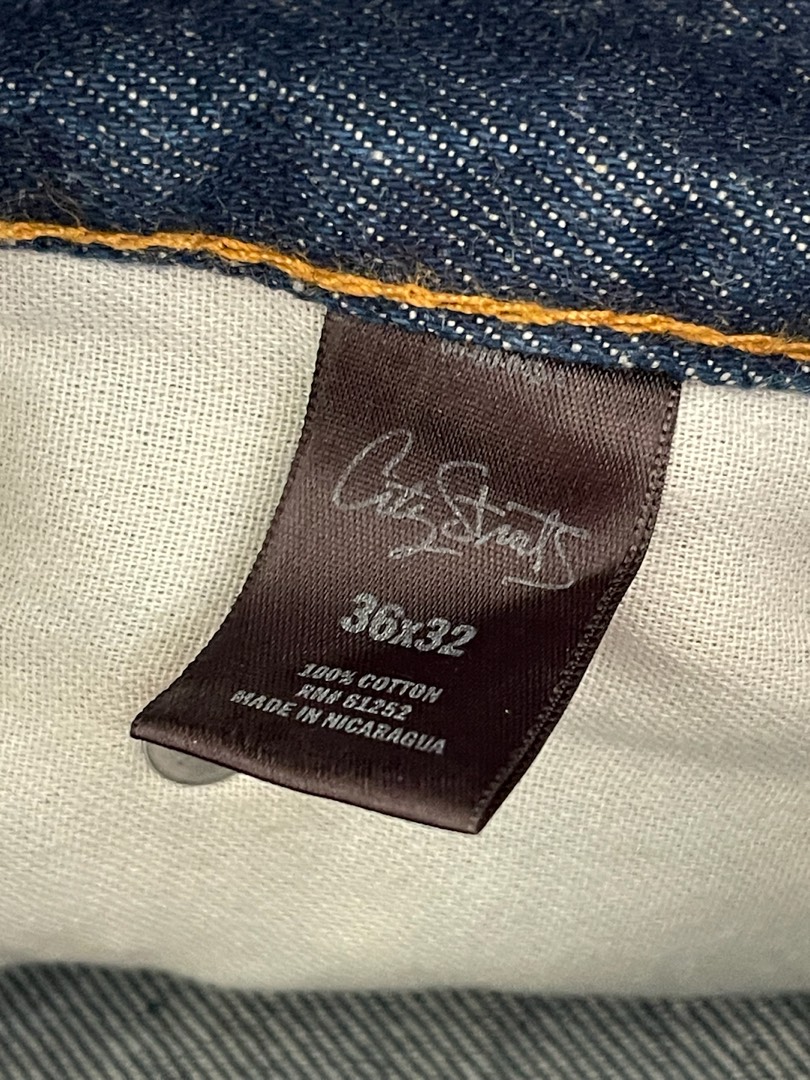 City Streets
36x32
100% COTTON
RN# 61252
MADE IN NICARAGUA